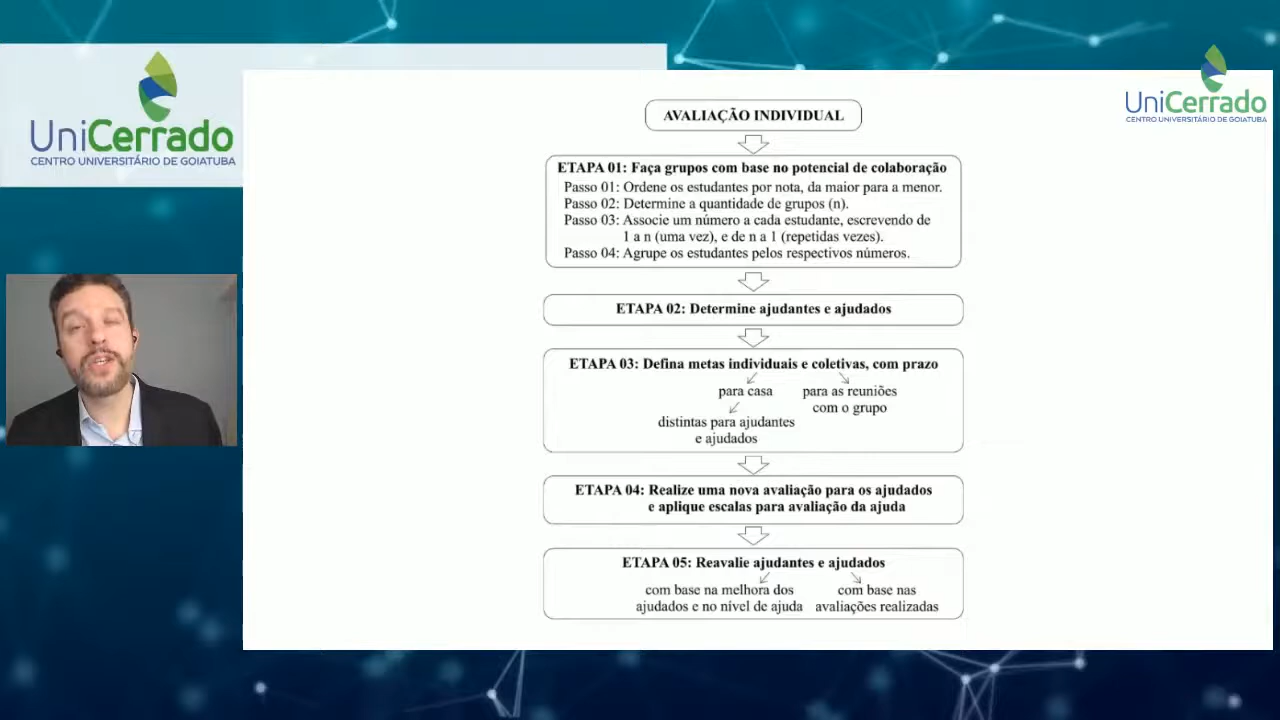 UniCerrado
CENTRO UNIVERSITÁRIO DE GOIATUBA
UniCerrado
CENTRO UNIVERSITÁRIO DE GOIATUBA
AVALIAÇÃO INDIVIDUAL
ETAPA 01: Faça grupos com base no potencial de colaboração
Passo 01: Ordene os estudantes por nota, da maior para a menor.
Passo 02: Determine a quantidade de grupos (n).
Passo 03: Associe um número a cada estudante, escrevendo de
1 a n (uma vez), e de n a 1 (repetidas vezes).
Passo 04: Agrupe os estudantes pelos respectivos números.
ETAPA 02: Determine ajudantes e ajudados
ETAPA 03: Defina metas individuais e coletivas, com prazo
para casa
distintas para ajudantes
e ajudados
para as reuniões
com o grupo
ETAPA 04: Realize uma nova avaliação para os ajudados
e aplique escalas para avaliação da ajuda
ETAPA 05: Reavalie ajudantes e ajudados
com base na melhora dos
ajudados e no nível de ajuda
com base nas
avaliações realizadas